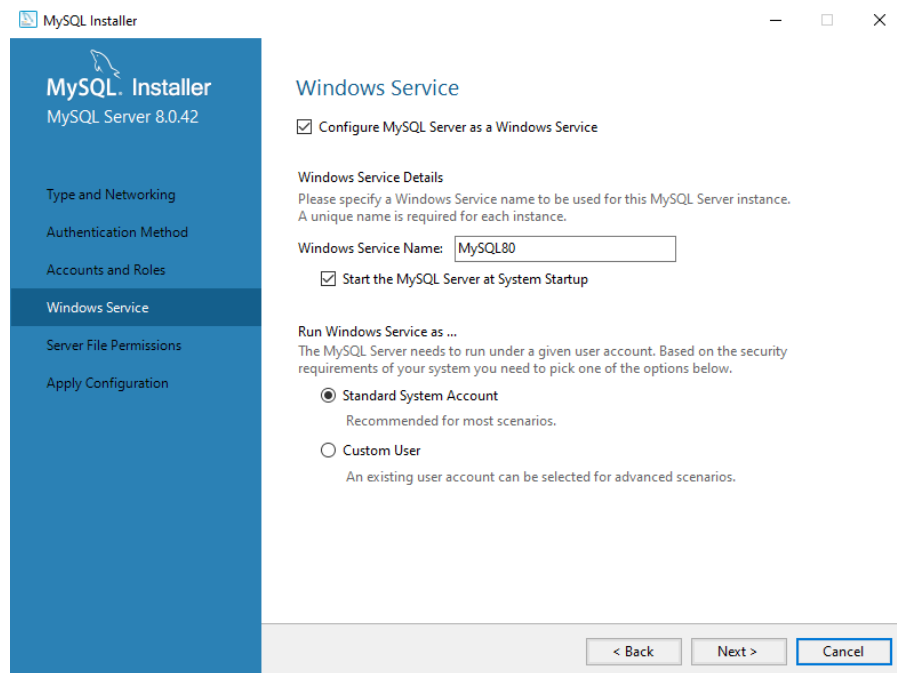 MySQL Installer
MySQL. Installer
MySQL Server 8.0.42
Type and Networking
Authentication Method
Accounts and Roles
Windows Service
Server File Permissions
Apply Configuration
Windows Service
Configure MySQL Server as a Windows Service
Windows Service Details
Please specify a Windows Service name to be used for this MySQL Server instance.
A unique name is required for each instance.
Windows Service Name: MySQL80
Start the MySQL Server at System Startup
Run Windows Service as ...
The MySQL Server needs to run under a given user account. Based on the security
requirements of your system you need to pick one of the options below.
Standard System Account
Recommended for most scenarios.
Custom User
An existing user account can be selected for advanced scenarios.
< Back Next > Cancel